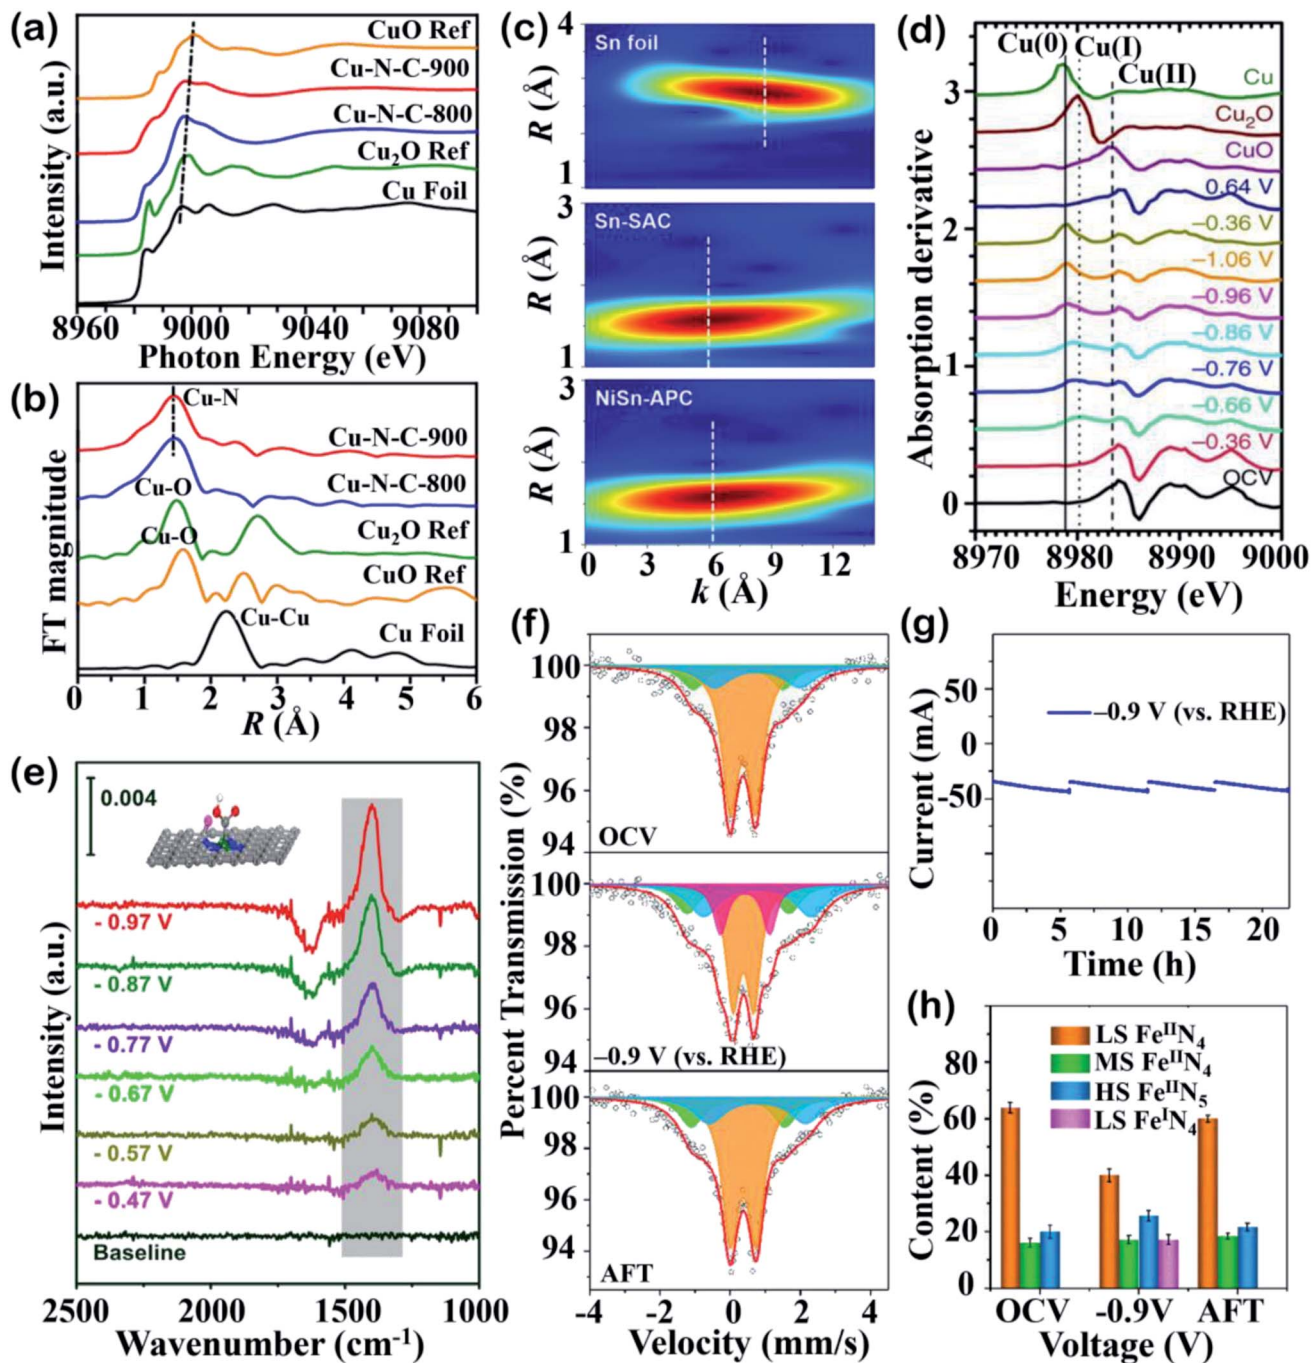 (a)
CuO Ref
Cu-N-C-900
Cu-N-C-800
Cu₂O Ref
Cu Foil
Intensity (a.u.)
8960 9000 9040 9080
Photon Energy (eV)
(b)
Cu-N
Cu-N-C-900
Cu-N-C-800
Cu-O
Cu₂O Ref
Cu-O
CuO Ref
Cu-Cu
Cu Foil
FT magnitude
0 1 2 3 4 5 6
R (Å)
(c)
4
Sn foil
R (Å)
1
3
Sn-SAC
R (Å)
1
3
NiSn-APC
R (Å)
1
0 3 6 9 12
k (Å)
(d)
Cu(0) Cu(I)
Cu(II)
Cu
Cu₂O
CuO
0.64 V
–0.36 V
–1.06 V
–0.96 V
–0.86 V
–0.76 V
–0.66 V
–0.36 V
OCV
Absorption derivative
3
2
1
0
8970 8980 8990 9000
Energy (eV)
(e)
0.004
- 0.97 V
- 0.87 V
- 0.77 V
- 0.67 V
- 0.57 V
- 0.47 V
Baseline
Intensity (a.u.)
2500 2000 1500 1000
Wavenumber (cm⁻¹)
(f)
100
98
96
94
OCV
100
98
96
94
–0.9 V (vs. RHE)
100
98
96
94
AFT
Percent Transmission (%)
-4 -2 0 2 4
Velocity (mm/s)
(g)
50
0
-50
–0.9 V (vs. RHE)
Current (mA)
0 5 10 15 20
Time (h)
(h)
LS FeᴵᴵN₄
MS FeᴵᴵN₄
HS FeᴵᴵN₅
LS FeᴵN₄
Content (%)
80
60
40
20
0
OCV -0.9V AFT
Voltage (V)